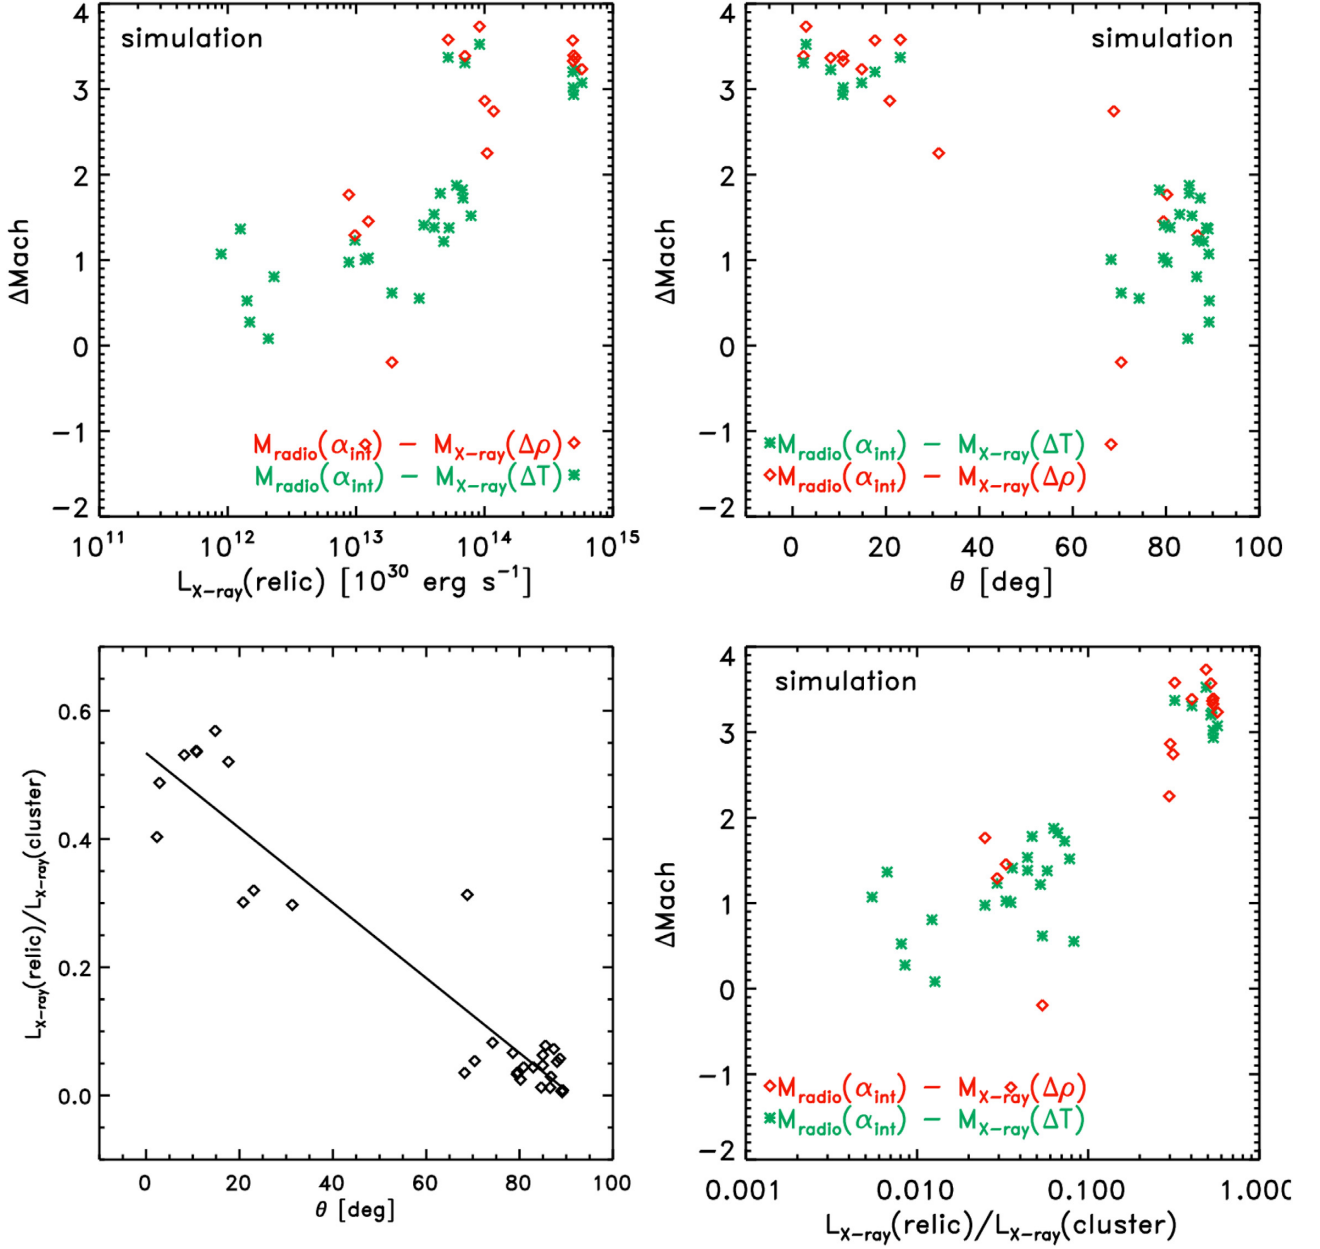 simulation
4
3
2
1
0
−1
−2
ΔMach
M_radio(α_int) − M_X−ray(Δρ)
M_radio(α_int) − M_X−ray(ΔT)
10^11 10^12 10^13 10^14 10^15
L_X−ray(relic) [10^30 erg s^−1]
simulation
4
3
2
1
0
−1
−2
ΔMach
M_radio(α_int) − M_X−ray(ΔT)
M_radio(α_int) − M_X−ray(Δρ)
0 20 40 60 80 100
θ [deg]
0.6
0.4
0.2
0.0
L_X−ray(relic)/L_X−ray(cluster)
0 20 40 60 80 100
θ [deg]
simulation
4
3
2
1
0
−1
−2
ΔMach
M_radio(α_int) − M_X−ray(Δρ)
M_radio(α_int) − M_X−ray(ΔT)
0.001 0.010 0.100 1.000
L_X−ray(relic)/L_X−ray(cluster)